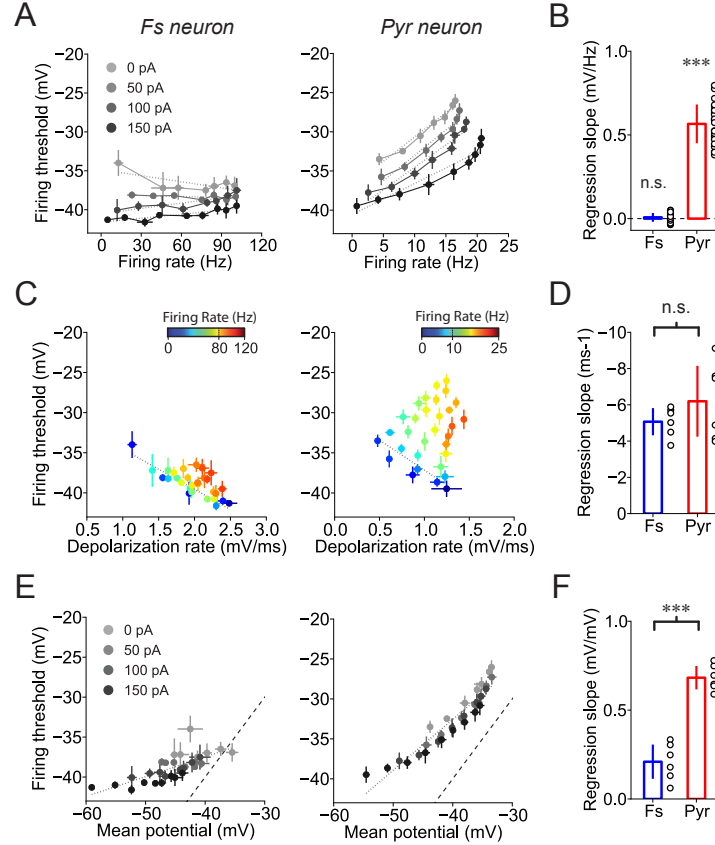 A
Fs neuron
Pyr neuron
B
Firing threshold (mV)
−20
−25
−30
−35
−40
0 pA
50 pA
100 pA
150 pA
0
30
60
90
120
Firing rate (Hz)
−20
−25
−30
−35
−40
0
5
10
15
20
25
Firing rate (Hz)
Regression slope (mV/Hz)
1.0
0.5
0.0
n.s.
***
Fs
Pyr
C
Firing threshold (mV)
−20
−25
−30
−35
−40
Firing Rate (Hz)
0
80
120
0.5
1.0
1.5
2.0
2.5
3.0
Depolarization rate (mV/ms)
−20
−25
−30
−35
−40
Firing Rate (Hz)
0
10
25
0.0
0.5
1.0
1.5
2.0
Depolarization rate (mV/ms)
D
Regression slope (ms-1)
−10
−8
−6
−4
−2
0
n.s.
Fs
Pyr
E
Firing threshold (mV)
−20
−25
−30
−35
−40
0 pA
50 pA
100 pA
150 pA
−60
−50
−40
−30
Mean potential (mV)
−20
−25
−30
−35
−40
−60
−50
−40
−30
Mean potential (mV)
F
Regression slope (mV/mV)
1.0
0.5
0.0
***
Fs
Pyr